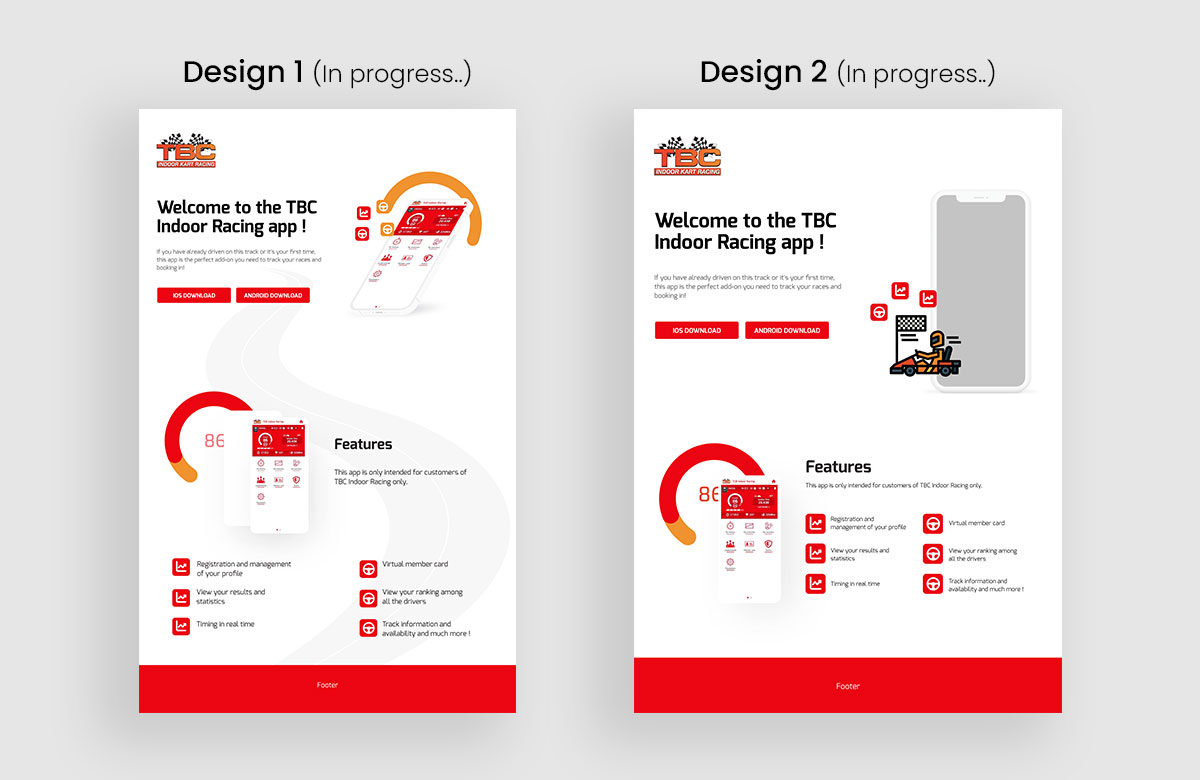 Design 1 (In progress..)
TBC
INDOOR KART RACING
Welcome to the TBC
Indoor Racing app !
If you have already driven on this track or it's your first time,
this app is the perfect add-on you need to track your races and
booking in!
IOS DOWNLOAD
ANDROID DOWNLOAD
86
Features
This app is only intended for customers of
TBC Indoor Racing only.
Registration and management
of your profile
View your results and
statistics
Timing in real time
Virtual member card
View your ranking among
all the drivers
Track information and
availability and much more !
Footer
Design 2 (In progress..)
TBC
INDOOR KART RACING
Welcome to the TBC
Indoor Racing app !
If you have already driven on this track or it's your first time,
this app is the perfect add-on you need to track your races and
booking in!
IOS DOWNLOAD
ANDROID DOWNLOAD
86
Features
This app is only intended for customers of TBC Indoor Racing only.
Registration and
management of your profile
View your results and
statistics
Timing in real time
Virtual member card
View your ranking among
all the drivers
Track information and
availability and much more !
Footer